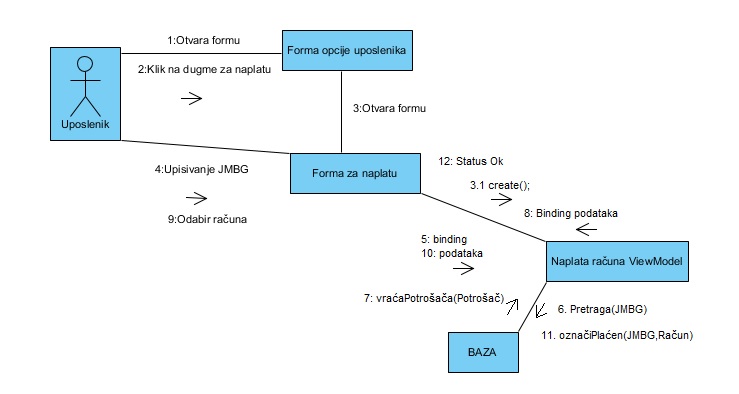 1:Otvara formu
Forma opcije uposlenika
2:Klik na dugme za naplatu
Uposlenik
3:Otvara formu
4:Upisivanje JMBG
Forma za naplatu
12: Status Ok
3.1 create();
9:Odabir računa
8: Binding podataka
5: binding
10: podataka
Naplata računa ViewModel
7: vraćaPotrošača(Potrošač)
6. Pretraga(JMBG)
11. označiPlaćen(JMBG,Račun)
BAZA